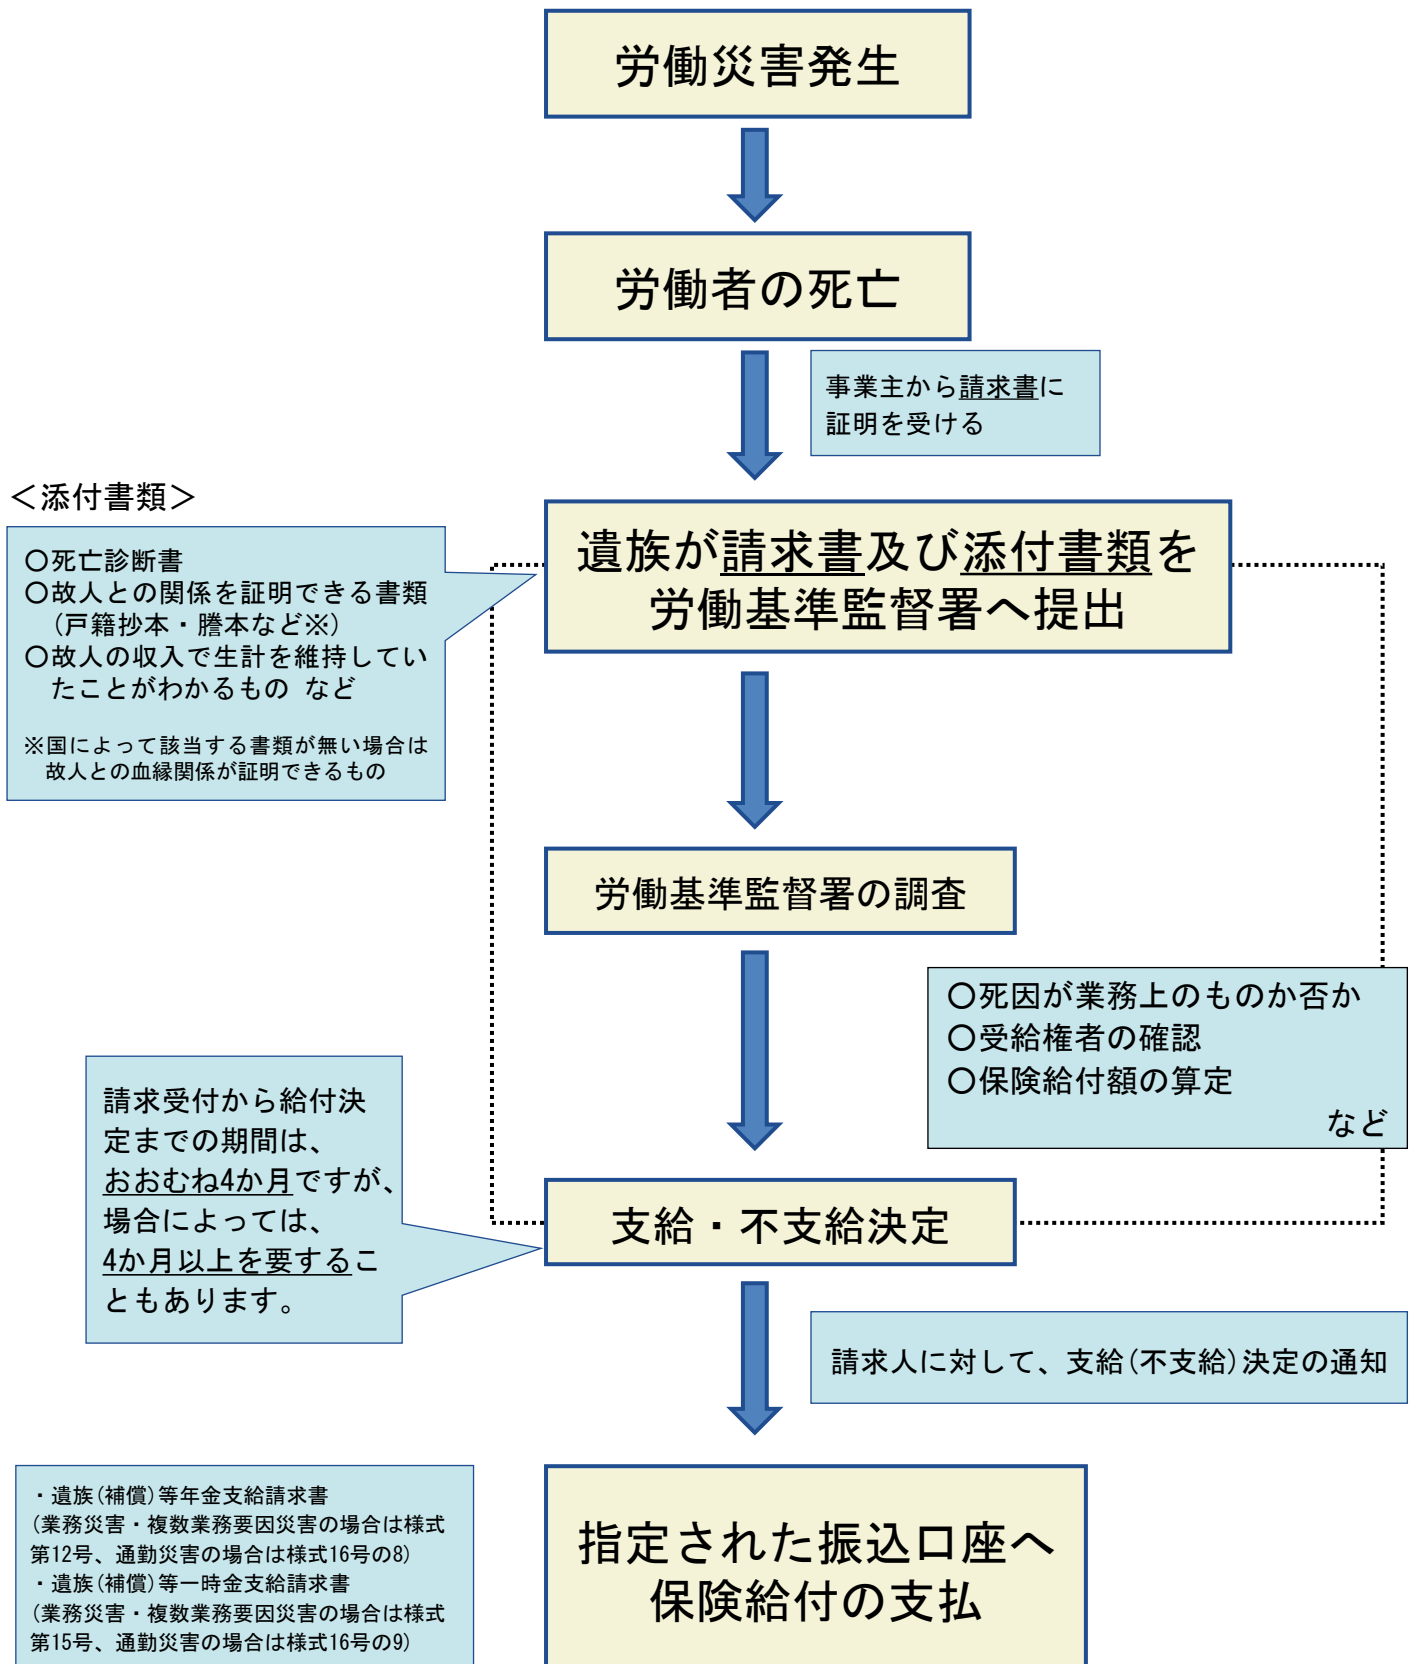 労働災害発生
労働者の死亡
事業主から請求書に
証明を受ける
＜添付書類＞
〇死亡診断書
〇故人との関係を証明できる書類
(戸籍抄本・謄本など※)
〇故人の収入で生計を維持してい
たことがわかるもの など
※国によって該当する書類が無い場合は
故人との血縁関係が証明できるもの
遺族が請求書及び添付書類を
労働基準監督署へ提出
労働基準監督署の調査
〇死因が業務上のものか否か
〇受給権者の確認
〇保険給付額の算定
など
請求受付から給付決
定までの期間は、
おおむね4か月ですが、
場合によっては、
4か月以上を要するこ
ともあります。
支給・不支給決定
請求人に対して、支給(不支給)決定の通知
・遺族(補償)等年金支給請求書
(業務災害・複数業務要因災害の場合は様式
第12号、通勤災害の場合は様式16号の8)
・遺族(補償)等一時金支給請求書
(業務災害・複数業務要因災害の場合は様式
第15号、通勤災害の場合は様式16号の9)
指定された振込口座へ
保険給付の支払